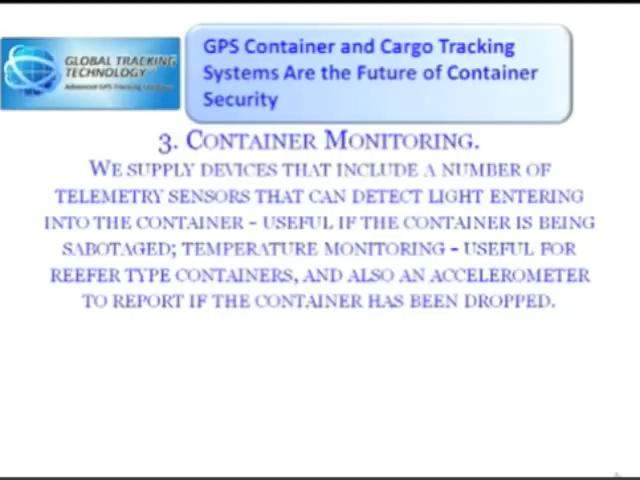 GLOBAL TRACKING
TECHNOLOGY
Advanced GPS Tracking
GPS Container and Cargo Tracking
Systems Are the Future of Container
Security
3. CONTAINER MONITORING.
WE SUPPLY DEVICES THAT INCLUDE A NUMBER OF
TELEMETRY SENSORS THAT CAN DETECT LIGHT ENTERING
INTO THE CONTAINER - USEFUL IF THE CONTAINER IS BEING
SABOTAGED; TEMPERATURE MONITORING - USEFUL FOR
REEFER TYPE CONTAINERS, AND ALSO AN ACCELEROMETER
TO REPORT IF THE CONTAINER HAS BEEN DROPPED.